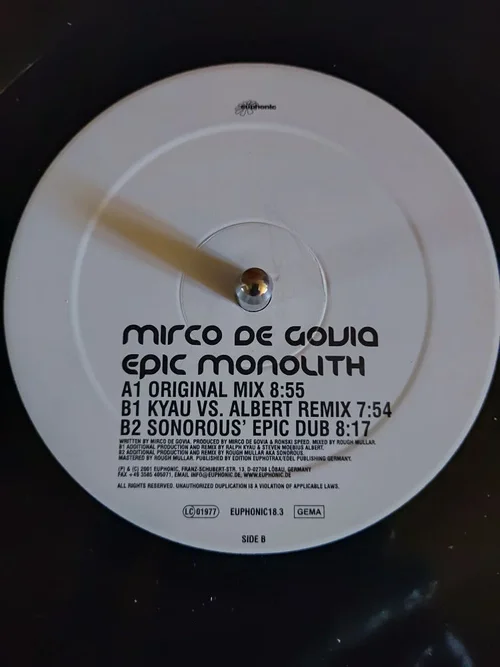 euphonic
MIRCO DE GOVIA
EPIC MONOLITH
A1 ORIGINAL MIX 8:55
B1 KYAU VS. ALBERT REMIX 7:54
B2 SONOROUS' EPIC DUB 8:17
WRITTEN BY MIRCO DE GOVIA. PRODUCED BY MIRCO DE GOVIA & RONSKI SPEED. MIXED BY ROUGH MULLAR.
B1 ADDITIONAL PRODUCTION AND REMIX BY RALPH KYAU & STEVEN MOEBIUS ALBERT.
B2 ADDITIONAL PRODUCTION AND REMIX BY ROUGH MULLAR AKA SONOROUS.
MASTERED BY ROUGH MULLAR. PUBLISHED BY EDITION EUPHOTRAX/EDEL PUBLISHING GERMANY.
(P) & (C) 2001 EUPHONIC, FRANZ-SCHUBERT-STR. 13, D-02708 LÖBAU, GERMANY.
FAX +49 3585 405071, EMAIL INFO@EUPHONIC.DE, WWW.EUPHONIC.DE
ALL RIGHTS RESERVED. UNAUTHORIZED DUPLICATION IS A VIOLATION OF APPLICABLE LAWS.
LC 01977 EUPHONIC18.3 GEMA
SIDE B